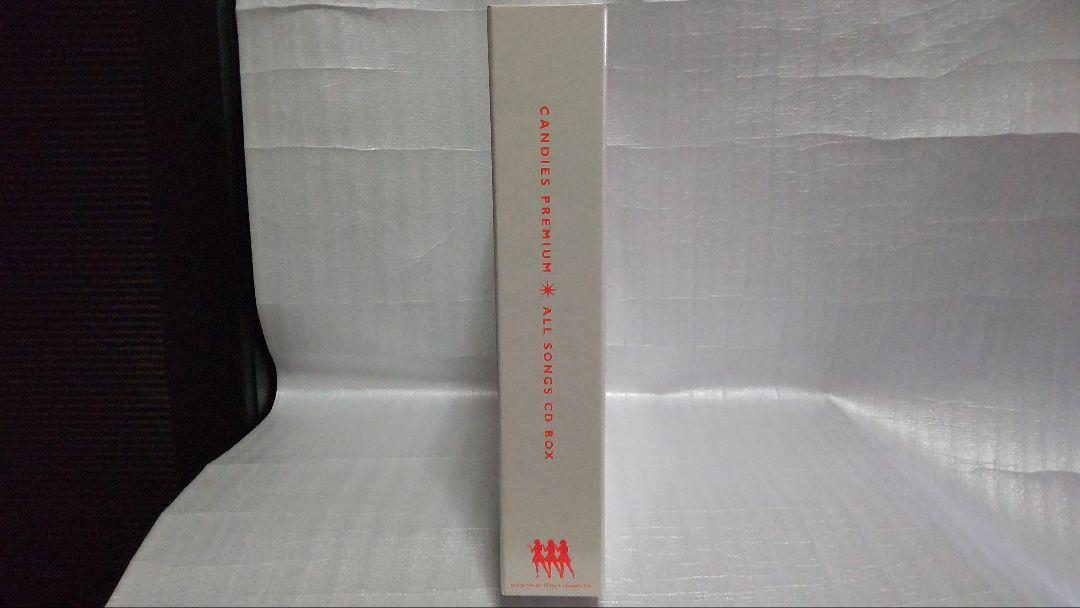 CANDIES PREMIUM ✴ ALL SONGS CD BOX